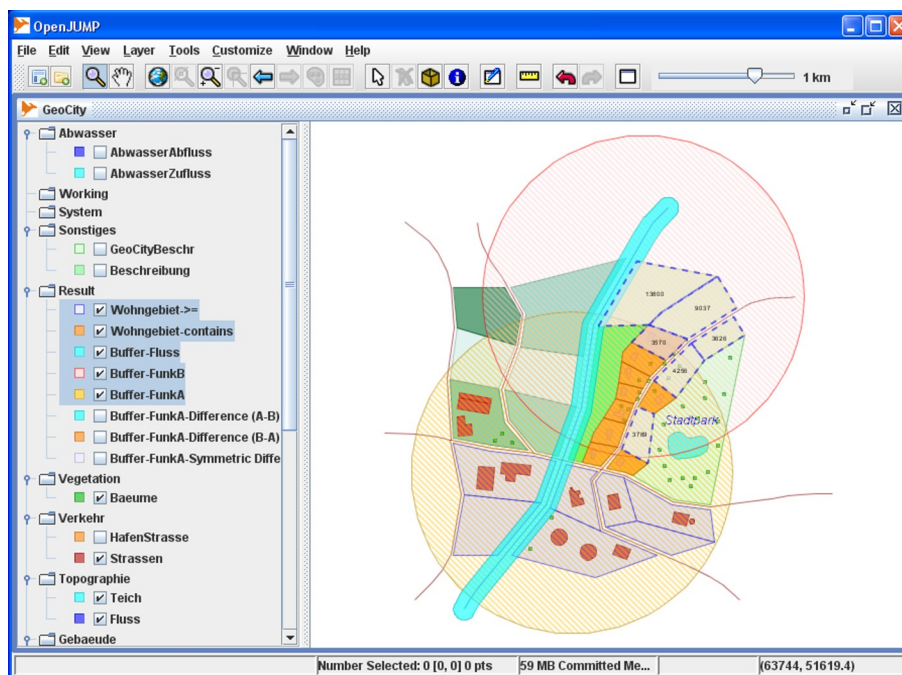 OpenJUMP
File Edit View Layer Tools Customize Window Help
1 km
GeoCity
Abwasser
AbwasserAbfluss
AbwasserZufluss
Working
System
Sonstiges
GeoCityBeschr
Beschreibung
Result
Wohngebiet->=
Wohngebiet-contains
Buffer-Fluss
Buffer-FunkB
Buffer-FunkA
Buffer-FunkA-Difference (A-B)
Buffer-FunkA-Difference (B-A)
Buffer-FunkA-Symmetric Diffe
Vegetation
Baeume
Verkehr
HafenStrasse
Strassen
Topographie
Teich
Fluss
Gebaeude
13600
9037
3570
3626
4256
Stadtpark
3789
Number Selected: 0 [0, 0] 0 pts
59 MB Committed Me...
(63744, 51619.4)